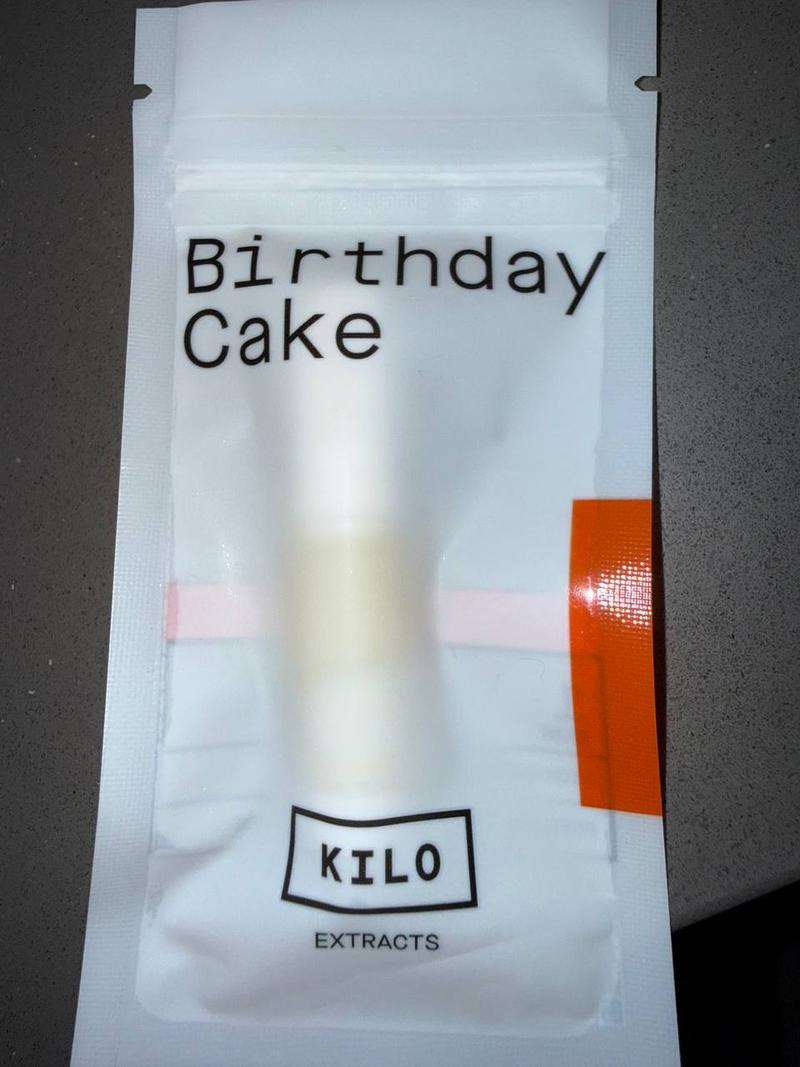 Birthday
Cake
KILO
EXTRACTS